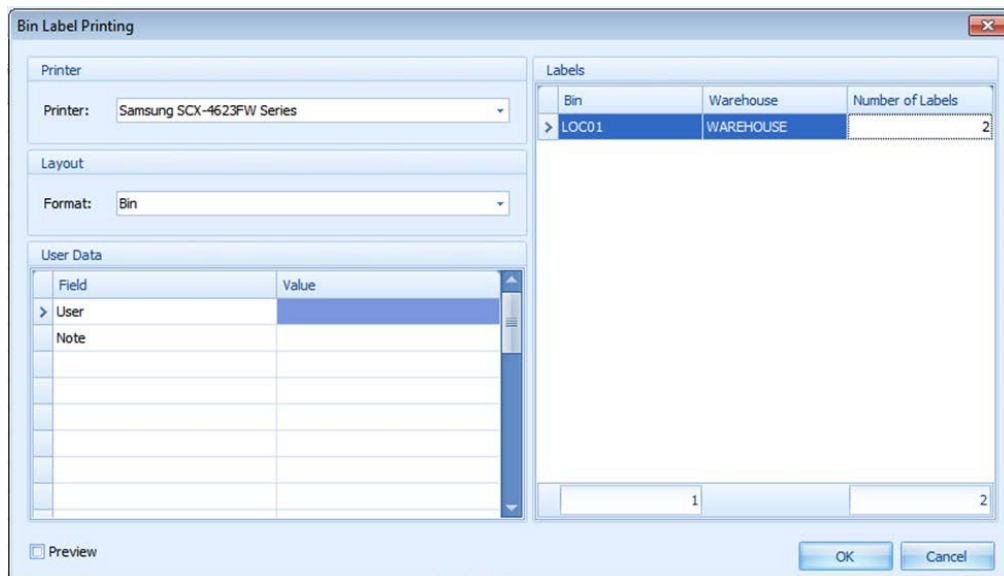 Bin Label Printing
Printer
Printer: Samsung SCX-4623FW Series
Layout
Format: Bin
User Data
Field Value
User
Note
Preview
Labels
Bin Warehouse Number of Labels
LOC01 WAREHOUSE 2
1 2
OK Cancel